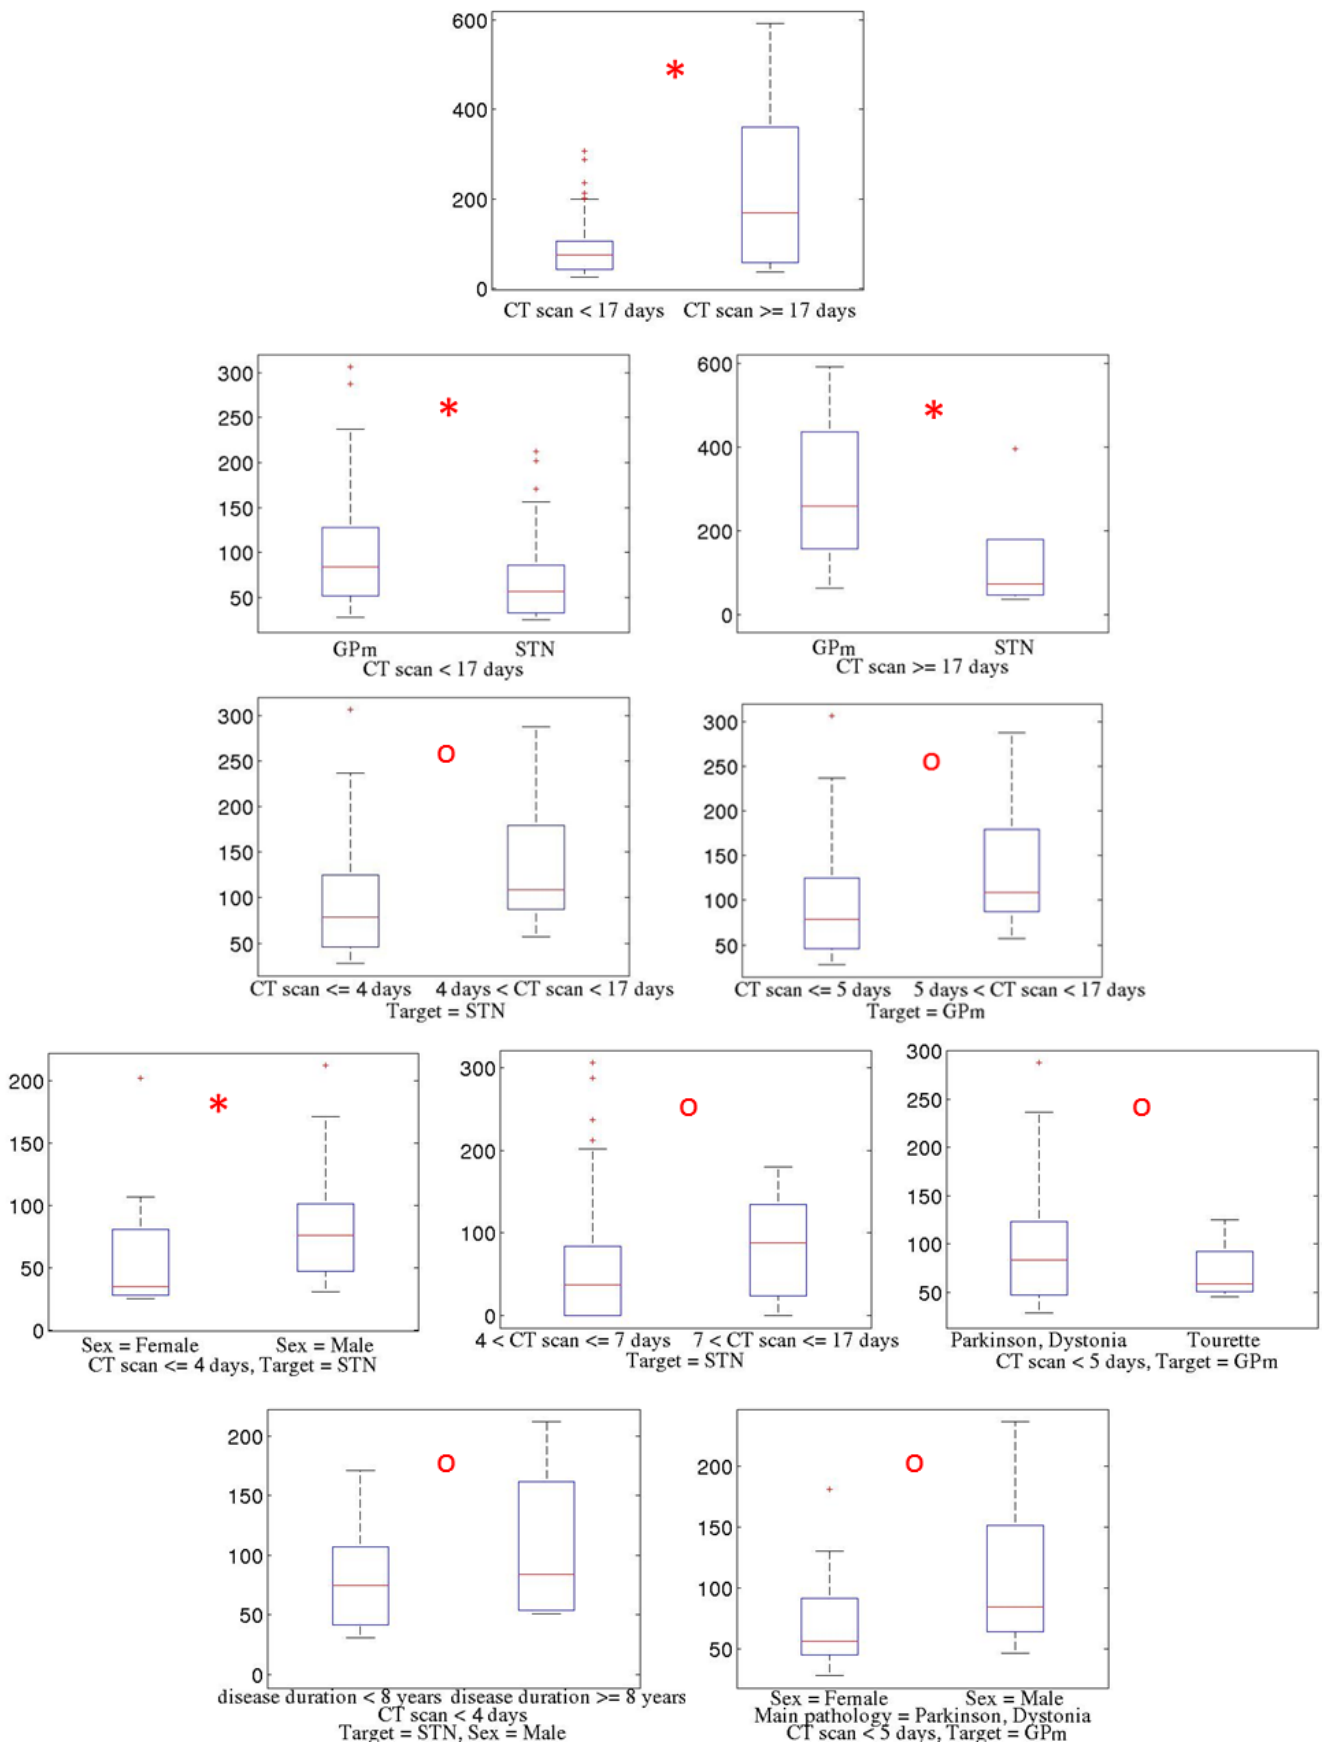 600
400
200
0
*
CT scan < 17 days CT scan >= 17 days
300
250
200
150
100
50
*
GPm STN
CT scan < 17 days
600
400
200
0
*
GPm STN
CT scan >= 17 days
300
250
200
150
100
50
o
CT scan <= 4 days 4 days < CT scan < 17 days
Target = STN
300
250
200
150
100
50
o
CT scan <= 5 days 5 days < CT scan < 17 days
Target = GPm
200
150
100
50
0
*
Sex = Female Sex = Male
CT scan <= 4 days, Target = STN
300
200
100
0
o
4 < CT scan <= 7 days 7 < CT scan <= 17 days
Target = STN
300
250
200
150
100
50
o
Parkinson, Dystonia Tourette
CT scan < 5 days, Target = GPm
200
150
100
50
0
o
disease duration < 8 years disease duration >= 8 years
CT scan < 4 days
Target = STN, Sex = Male
200
150
100
50
o
Sex = Female Sex = Male
Main pathology = Parkinson, Dystonia
CT scan < 5 days, Target = GPm